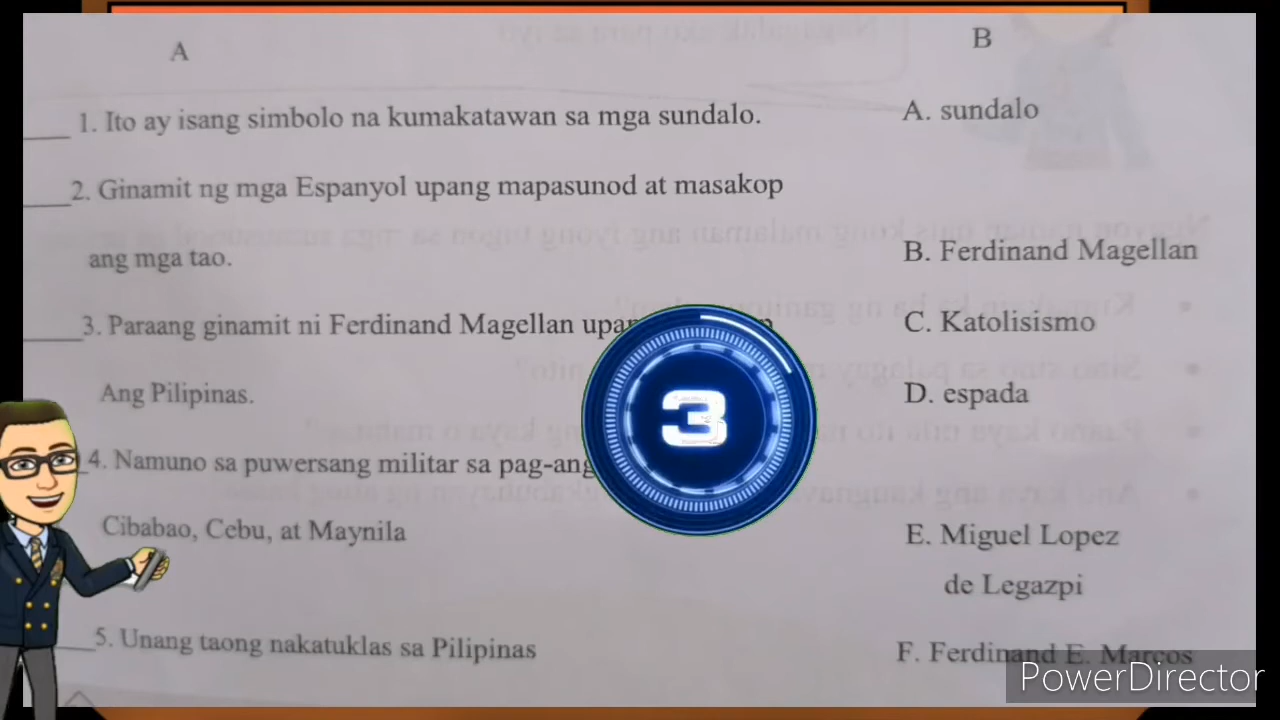 A
B
1. Ito ay isang simbolo na kumakatawan sa mga sundalo.
A. sundalo
2. Ginamit ng mga Espanyol upang mapasunod at masakop
ang mga tao.
B. Ferdinand Magellan
3. Paraang ginamit ni Ferdinand Magellan
C. Katolisismo
Ang Pilipinas.
D. espada
3
4. Namuno sa puwersang militar sa
Cibabao, Cebu, at Maynila
E. Miguel Lopez
de Legazpi
5. Unang taong nakatuklas sa Pilipinas
F. Ferdinand E. Marcos
PowerDirector